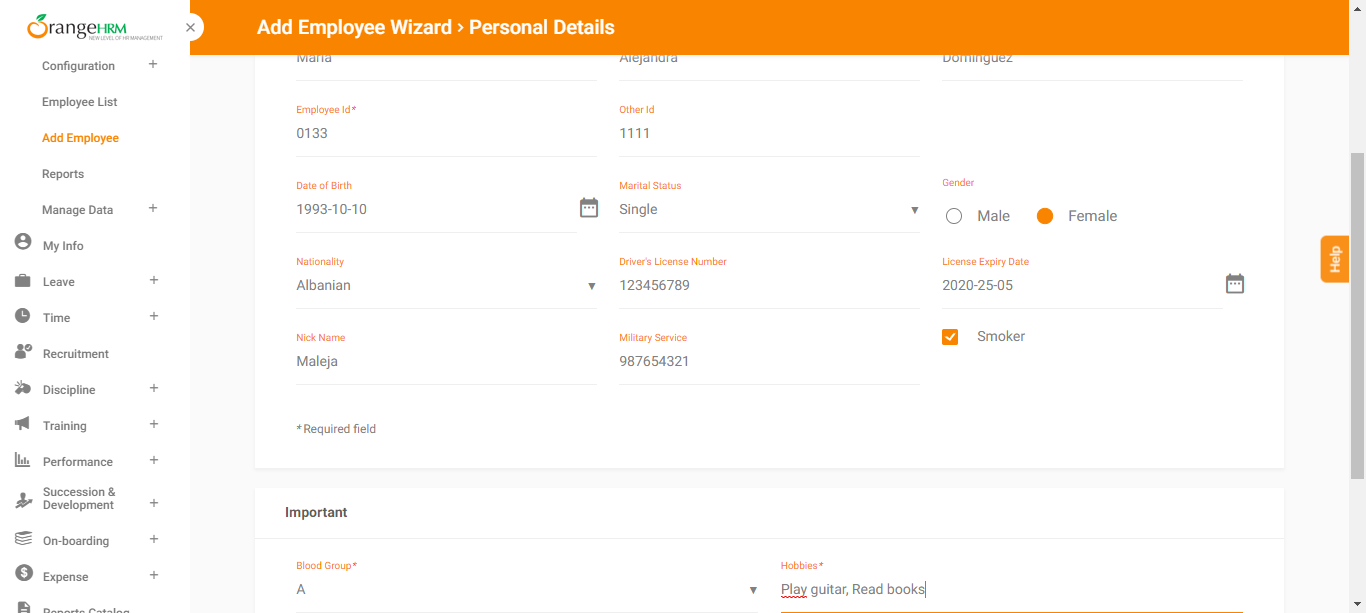 OrangeHRM
NEW LEVEL OF HR MANAGEMENT
Configuration +
Employee List
Add Employee
Reports
Manage Data +
My Info
Leave +
Time +
Recruitment
Discipline +
Training +
Performance +
Succession &
Development +
On-boarding +
Expense +
Reports Catalog
×
Add Employee Wizard › Personal Details
Maria Alejandra Dominguez
Employee Id* Other Id
0133 1111
Date of Birth Marital Status Gender
1993-10-10 Single Male Female
Nationality Driver's License Number License Expiry Date
Albanian 123456789 2020-25-05
Nick Name Military Service
Maleja 987654321 Smoker
* Required field
Important
Blood Group* Hobbies*
A Play guitar, Read books
Help